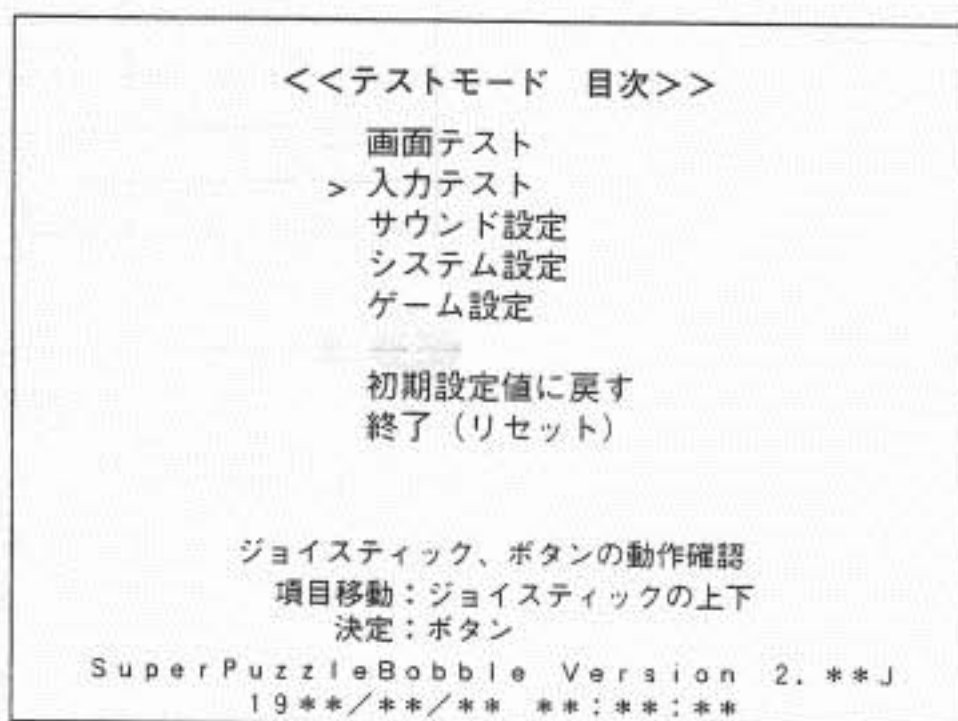 <<テストモード 目次>>
画面テスト
> 入力テスト
サウンド設定
システム設定
ゲーム設定
初期設定値に戻す
終了（リセット）
ジョイスティック、ボタンの動作確認
項目移動：ジョイスティックの上下
決定：ボタン
SuperPuzzleBobble Version 2.**J
19**/**/** **:**:**